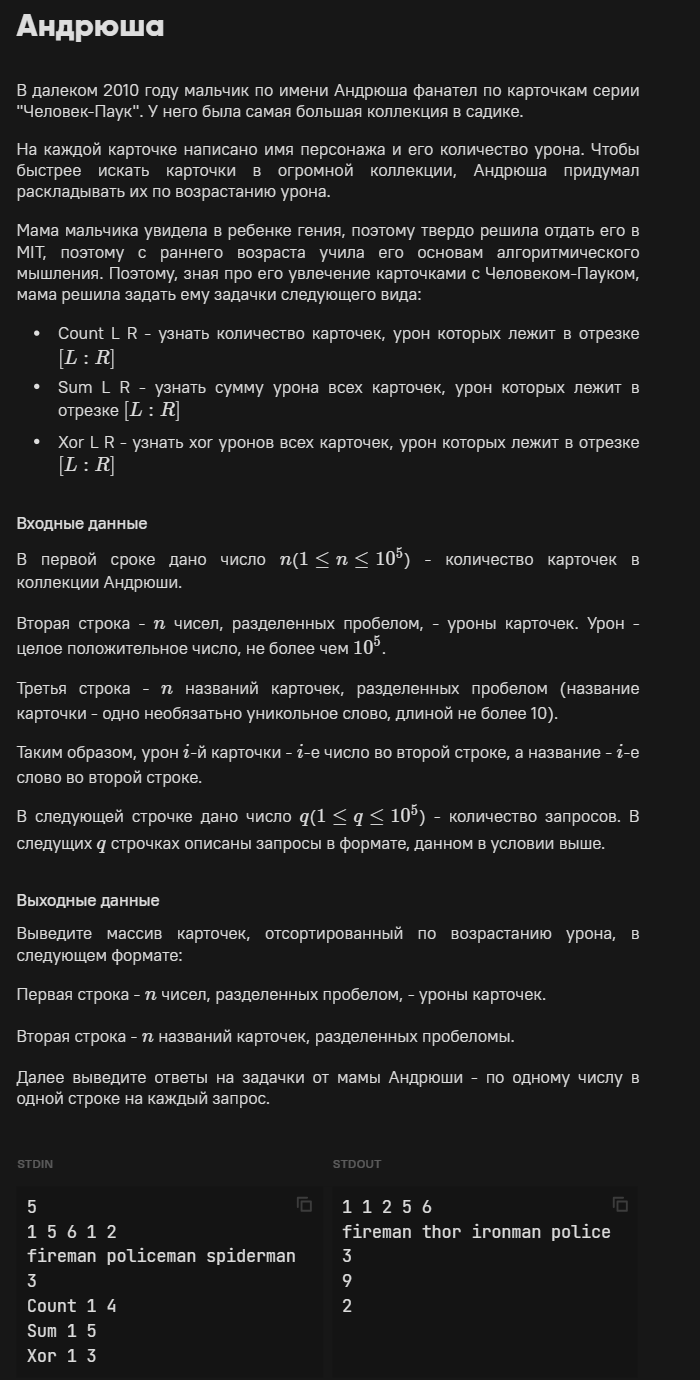 Андрюша
В далеком 2010 году мальчик по имени Андрюша фанател по карточкам серии
"Человек-Паук". У него была самая большая коллекция в садике.
На каждой карточке написано имя персонажа и его количество урона. Чтобы
быстрее искать карточки в огромной коллекции, Андрюша придумал
раскладывать их по возрастанию урона.
Мама мальчика увидела в ребенке гения, поэтому твердо решила отдать его в
MIT, поэтому с раннего возраста учила его основам алгоритмического
мышления. Поэтому, зная про его увлечение карточками с Человеком-Пауком,
мама решила задать ему задачки следующего вида:
• Count L R - узнать количество карточек, урон которых лежит в отрезке
[L : R]
• Sum L R - узнать сумму урона всех карточек, урон которых лежит в
отрезке [L : R]
• Xor L R - узнать xor уронов всех карточек, урон которых лежит в отрезке
[L : R]
Входные данные
В первой сроке дано число n(1 ≤ n ≤ 10⁵) - количество карточек в
коллекции Андрюши.
Вторая строка - n чисел, разделенных пробелом, - уроны карточек. Урон -
целое положительное число, не более чем 10⁵.
Третья строка - n названий карточек, разделенных пробелом (название
карточки - одно необязатьно уникольное слово, длиной не более 10).
Таким образом, урон i-й карточки - i-е число во второй строке, а название - i-е
слово во второй строке.
В следующей строчке дано число q(1 ≤ q ≤ 10⁵) - количество запросов. В
следущих q строчках описаны запросы в формате, данном в условии выше.
Выходные данные
Выведите массив карточек, отсортированный по возрастанию урона, в
следующем формате:
Первая строка - n чисел, разделенных пробелом, - уроны карточек.
Вторая строка - n названий карточек, разделенных пробеломы.
Далее выведите ответы на задачки от мамы Андрюши - по одному числу в
одной строке на каждый запрос.
STDIN
5
1 5 6 1 2
fireman policeman spiderman
3
Count 1 4
Sum 1 5
Xor 1 3
STDOUT
1 1 2 5 6
fireman thor ironman police
3
9
2